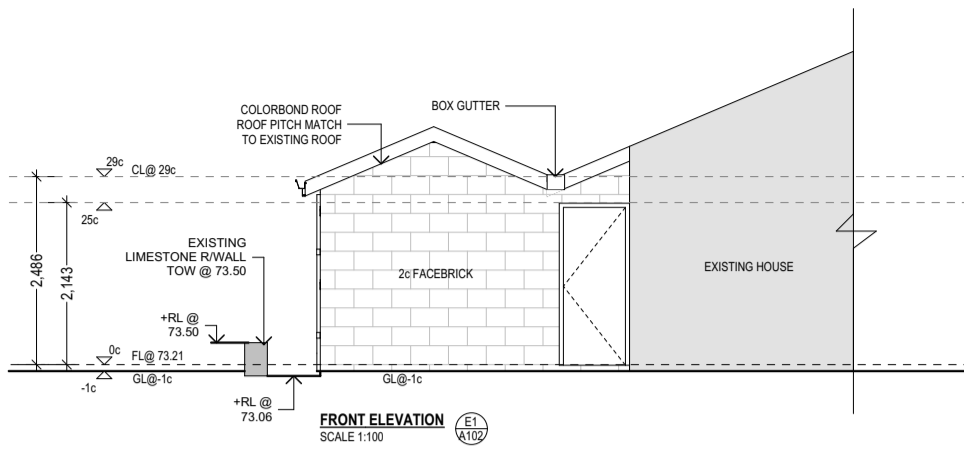 COLORBOND ROOF
ROOF PITCH MATCH
TO EXISTING ROOF
BOX GUTTER
29c
CL@ 29c
25c
2,486
2,143
EXISTING
LIMESTONE R/WALL
TOW @ 73.50
2c FACEBRICK
EXISTING HOUSE
+RL @
73.50
0c
FL@ 73.21
-1c
GL@-1c
GL@-1c
+RL @
73.06
FRONT ELEVATION
SCALE 1:100
E1
A102